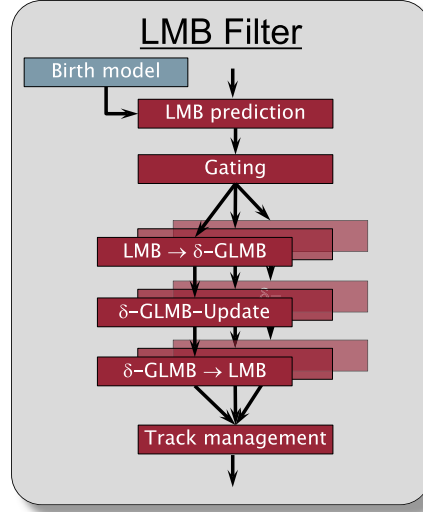 LMB Filter
Birth model
LMB prediction
Gating
LMB → δ-GLMB
δ-GLMB-Update
δ-GLMB → LMB
Track management